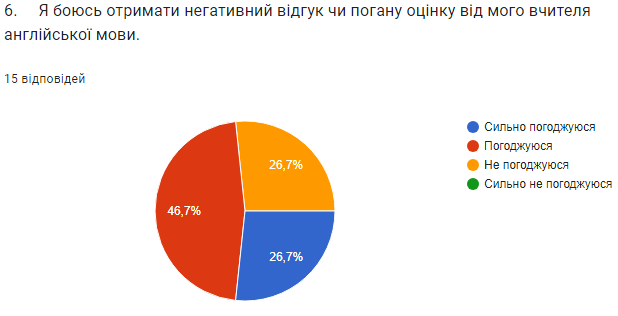 6. Я боюсь отримати негативний відгук чи погану оцінку від мого вчителя
англійської мови.
15 відповідей
Сильно погоджуюся
Погоджуюся
Не погоджуюся
Сильно не погоджуюся
26,7%
46,7%
26,7%